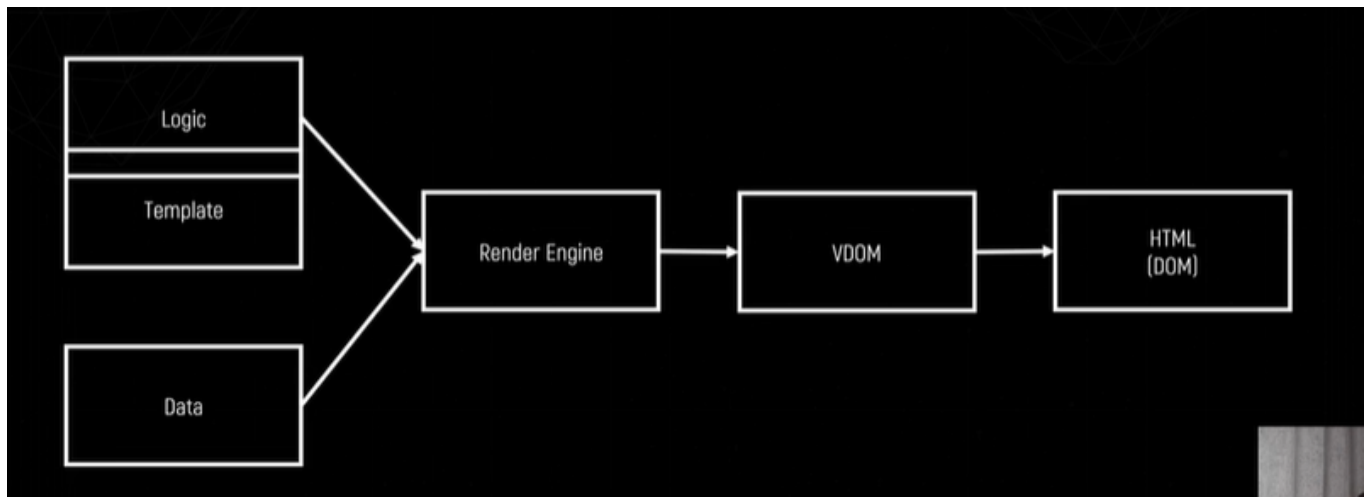 Logic
Template
Data
Render Engine
VDOM
HTML
(DOM)